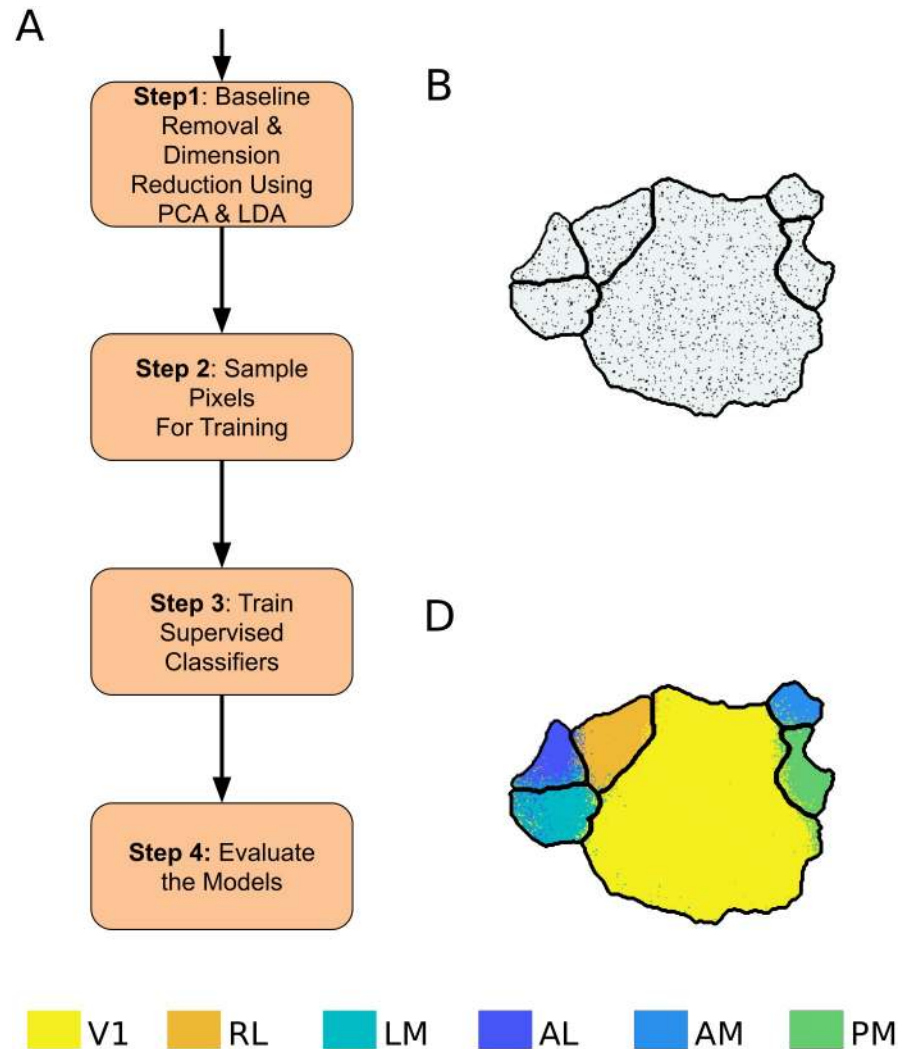 A
Step1: Baseline
Removal &
Dimension
Reduction Using
PCA & LDA
Step 2: Sample
Pixels
For Training
Step 3: Train
Supervised
Classifiers
Step 4: Evaluate
the Models
B
D
V1 RL LM AL AM PM